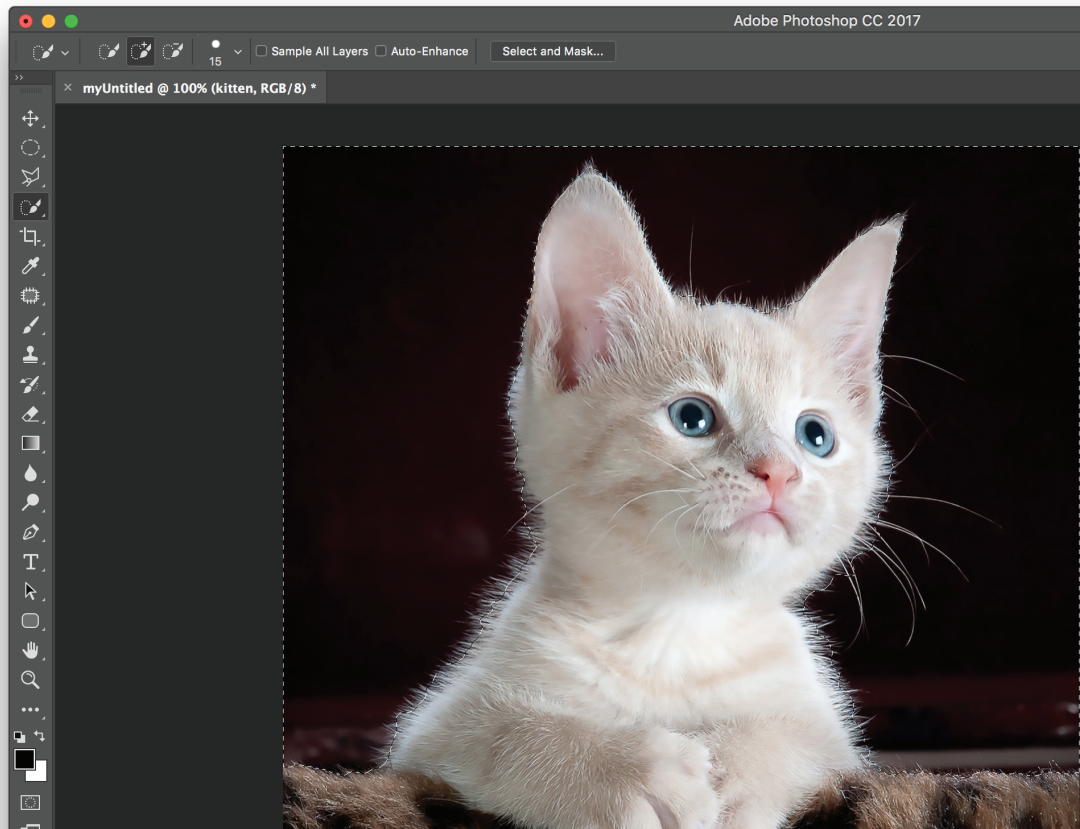 Adobe Photoshop CC 2017
15
Sample All Layers
Auto-Enhance
Select and Mask...
myUntitled @ 100% (kitten, RGB/8) *